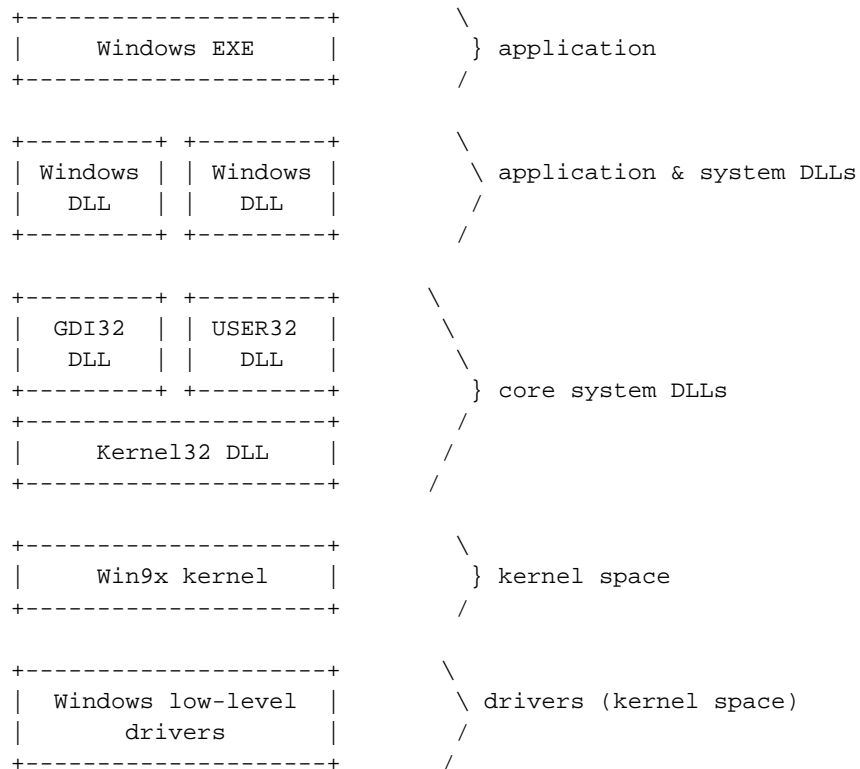 Windows EXE } application
Windows Windows application & system DLLs
DLL DLL
GDI32 USER32
DLL DLL
} core system DLLs
Kernel32 DLL
Win9x kernel } kernel space
Windows low-level drivers (kernel space)
drivers